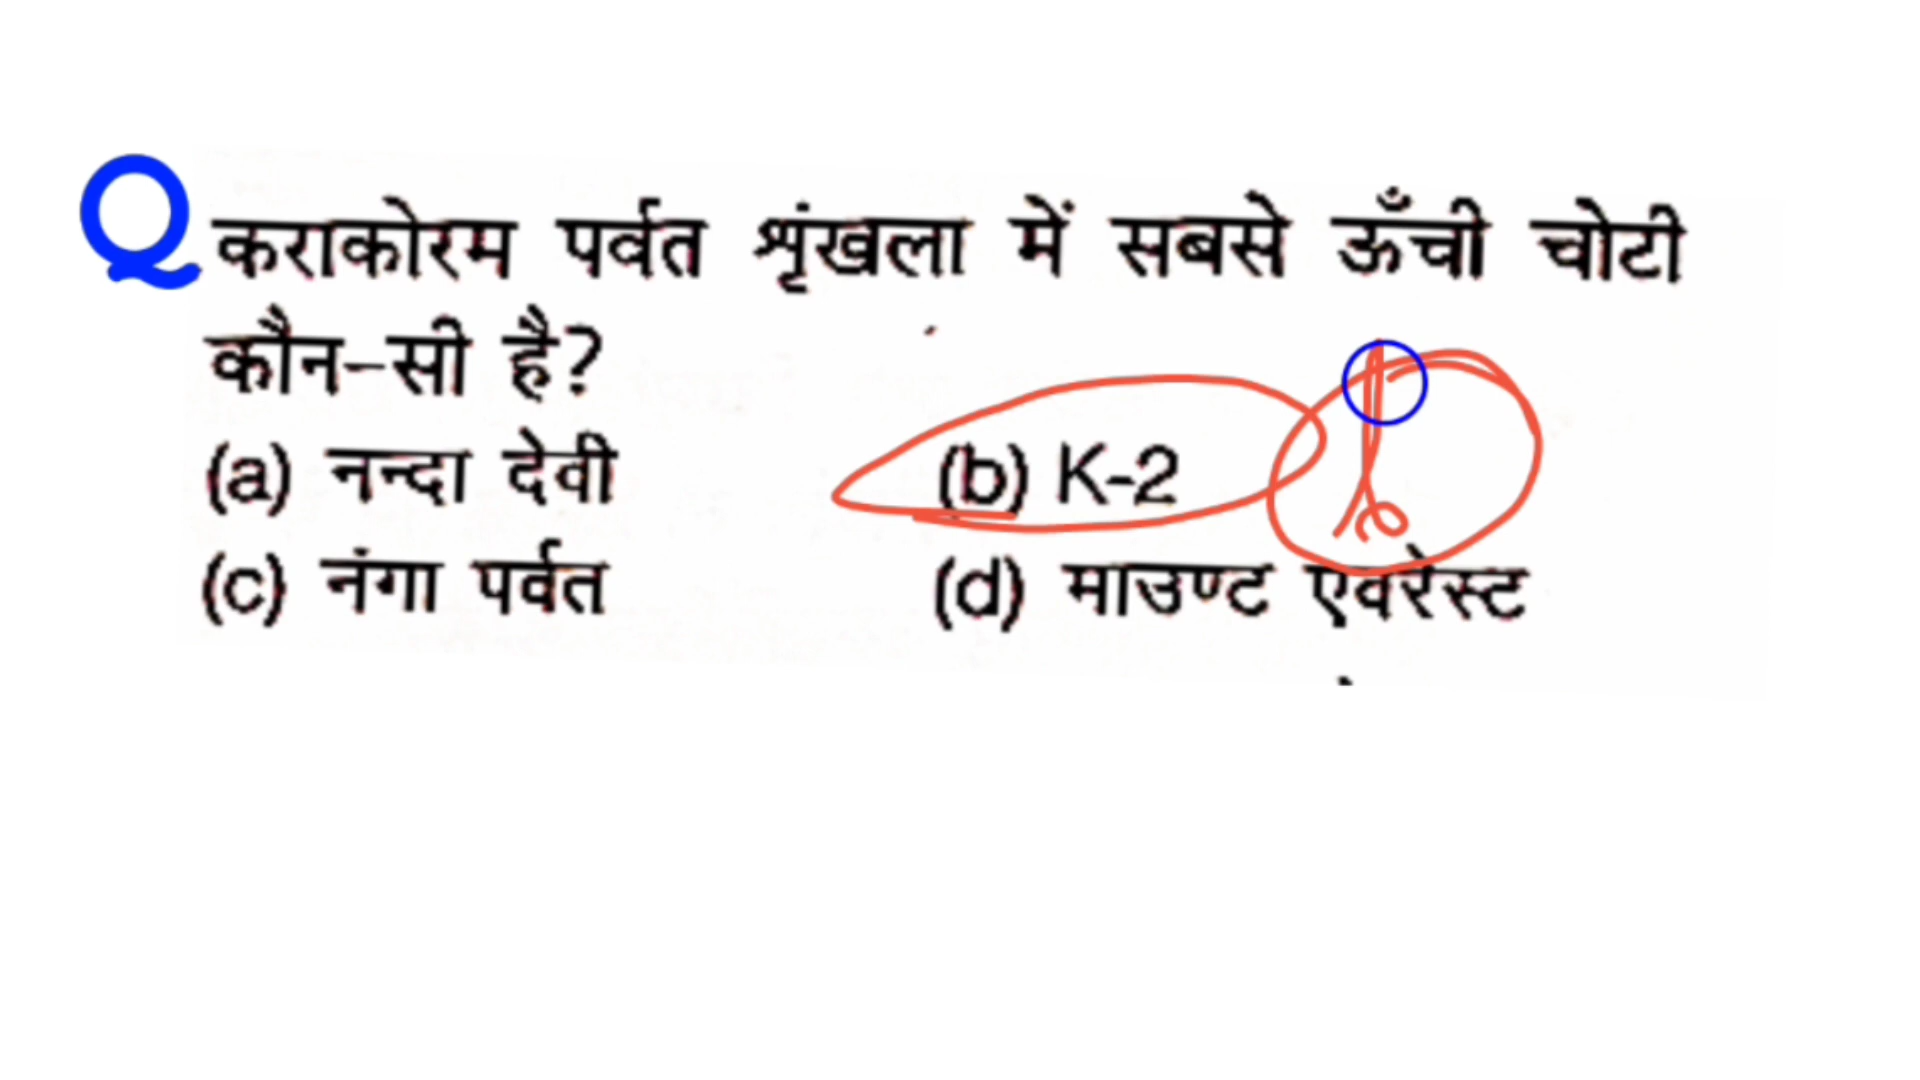 Q कराकोरम पर्वत शृंखला में सबसे ऊँची चोटी
कौन-सी है?
(a) नन्दा देवी (b) K-2
(c) नंगा पर्वत (d) माउण्ट एवरेस्ट